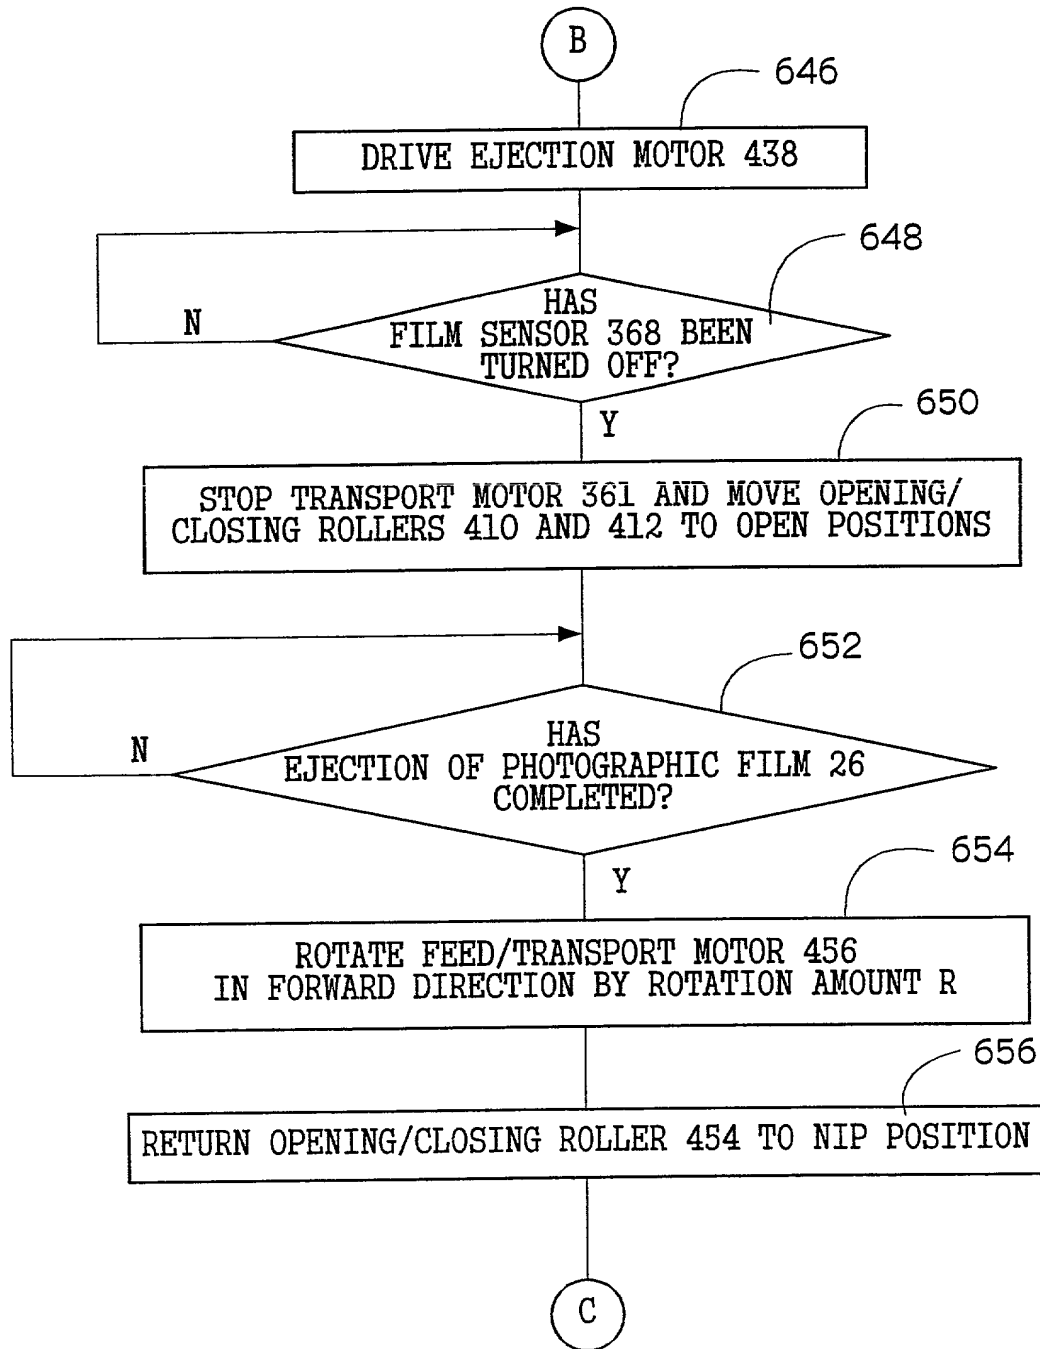 B
646
DRIVE EJECTION MOTOR 438
648
HAS
FILM SENSOR 368 BEEN
TURNED OFF?
N
Y
650
STOP TRANSPORT MOTOR 361 AND MOVE OPENING/
CLOSING ROLLERS 410 AND 412 TO OPEN POSITIONS
652
HAS
EJECTION OF PHOTOGRAPHIC FILM 26
COMPLETED?
N
Y
654
ROTATE FEED/TRANSPORT MOTOR 456
IN FORWARD DIRECTION BY ROTATION AMOUNT R
656
RETURN OPENING/CLOSING ROLLER 454 TO NIP POSITION
C